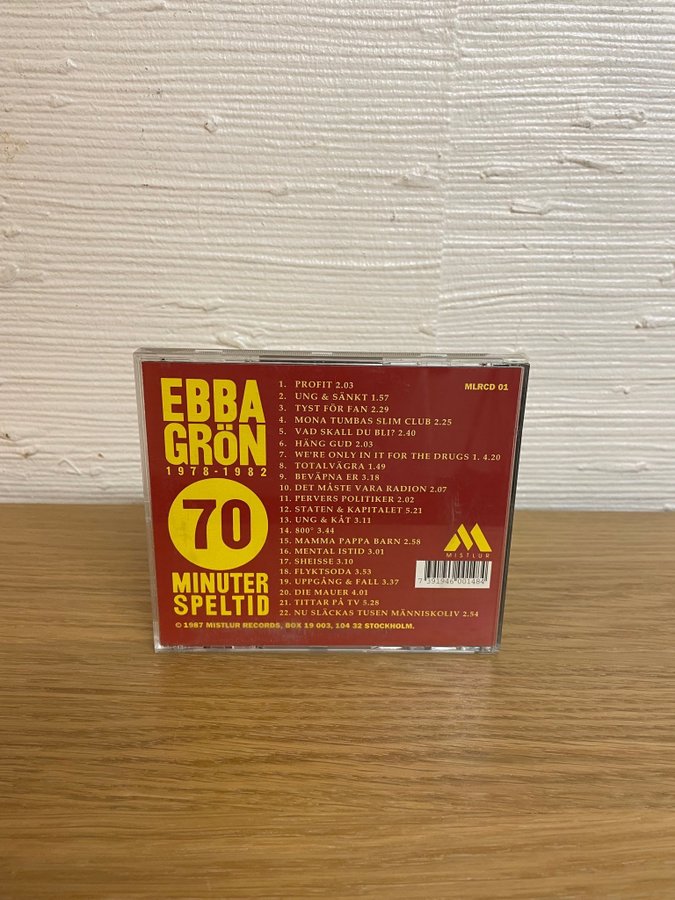 EBBA
GRÖN
1978-1982
70
MINUTER
SPELTID
1. PROFIT 2.03
2. UNG & SÄNKT 1.57
3. TYST FÖR FAN 2.29
4. MONA TUMBAS SLIM CLUB 2.25
5. VAD SKALL DU BLI? 2.40
6. HÄNG GUD 2.03
7. WE'RE ONLY IN IT FOR THE DRUGS 1. 4.20
8. TOTALVÄGRA 1.49
9. BEVÄPNA ER 3.18
10. DET MÅSTE VARA RADION 2.07
11. PERVERS POLITIKER 2.02
12. STATEN & KAPITALET 5.21
13. UNG & KÅT 3.11
14. 800° 3.44
15. MAMMA PAPPA BARN 2.58
16. MENTAL ISTID 3.01
17. SHEISSE 3.10
18. FLYKTSODA 3.53
19. UPPGÅNG & FALL 3.37
20. DIE MAUER 4.01
21. TITTAR PÅ TV 5.28
22. NU SLÄCKAS TUSEN MÄNNISKOLIV 2.54
MLRCD 01
MISTLUR
7 391946 001484
© 1987 MISTLUR RECORDS, BOX 19 003, 104 32 STOCKHOLM.